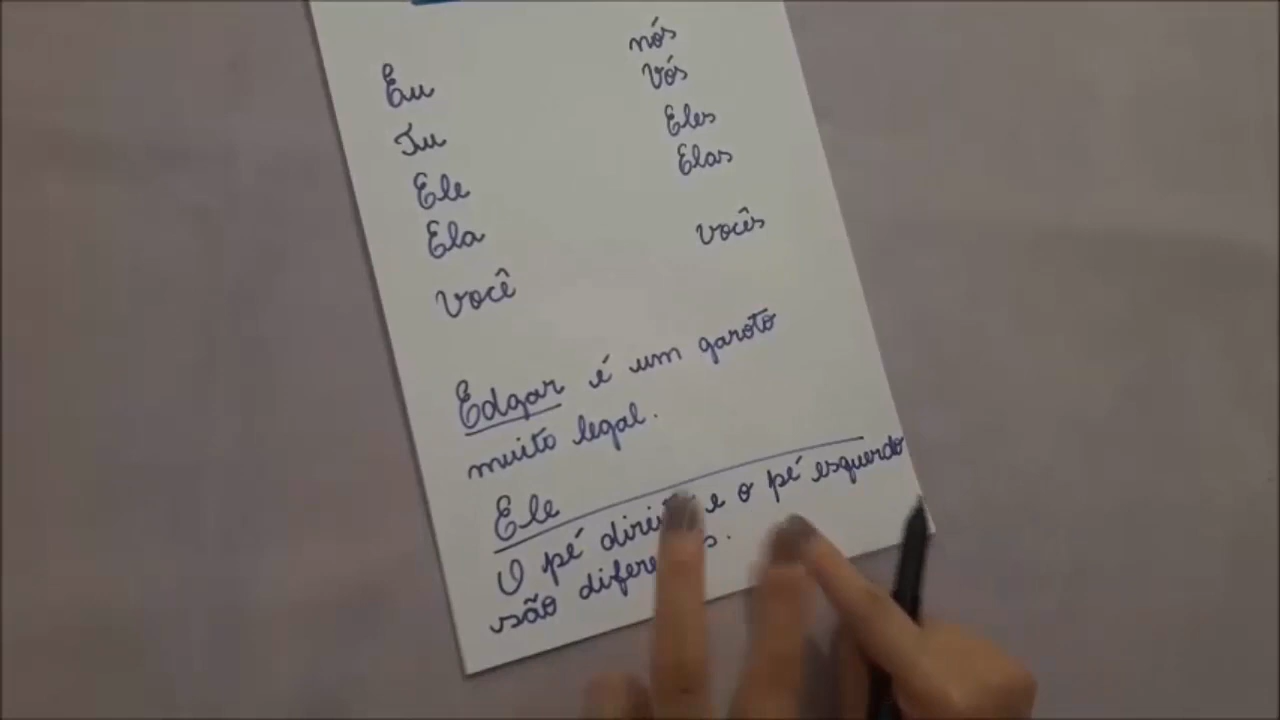 Eu
Tu
Ele
Ela
você
nós
vós
Eles
Elas
vocês
Edgar é um garoto
muito legal.
Ele
O pé e o pé esquerdo
são